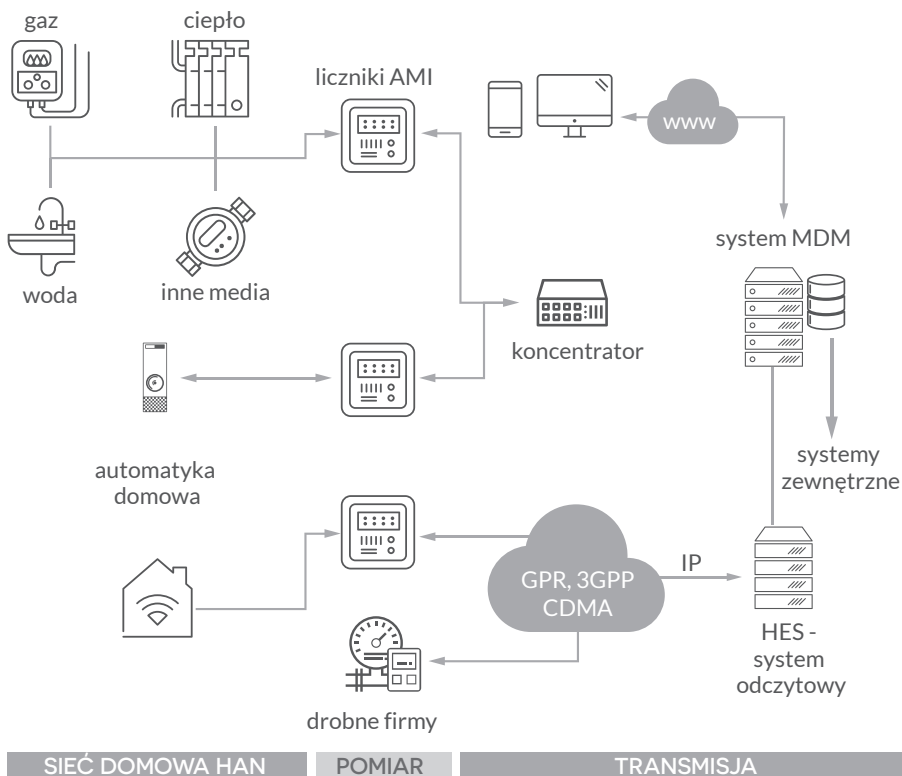 gaz
ciepło
liczniki AMI
www
system MDM
woda
inne media
koncentrator
automatyka
domowa
systemy
zewnętrzne
GPR, 3GPP
CDMA
IP
HES -
system
odczytowy
drobne firmy
SIEĆ DOMOWA HAN
POMIAR
TRANSMISJA